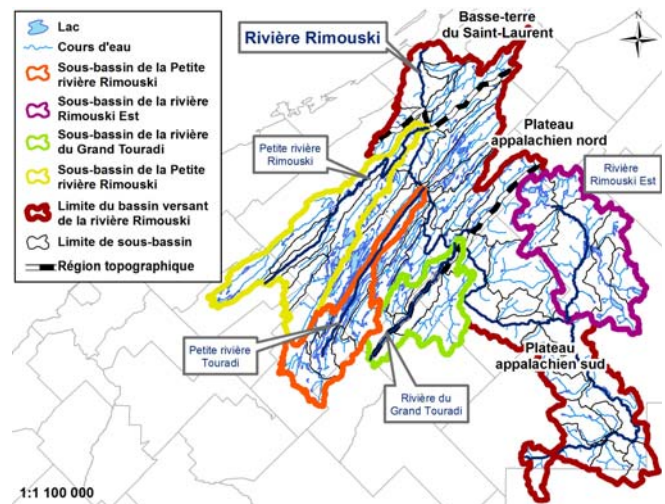 Lac
Cours d'eau
Sous-bassin de la Petite
rivière Rimouski
Sous-bassin de la rivière
Rimouski Est
Sous-bassin de la rivière
du Grand Touradi
Sous-bassin de la Petite
rivière Rimouski
Limite du bassin versant
de la rivière Rimouski
Limite de sous-bassin
Région topographique
Rivière Rimouski
Basse-terre
du Saint-Laurent
N
Petite rivière
Rimouski
Plateau
appalachien nord
Rivière
Rimouski Est
Petite rivière
Touradi
Rivière du
Grand Touradi
Plateau
appalachien sud
1:1 100 000